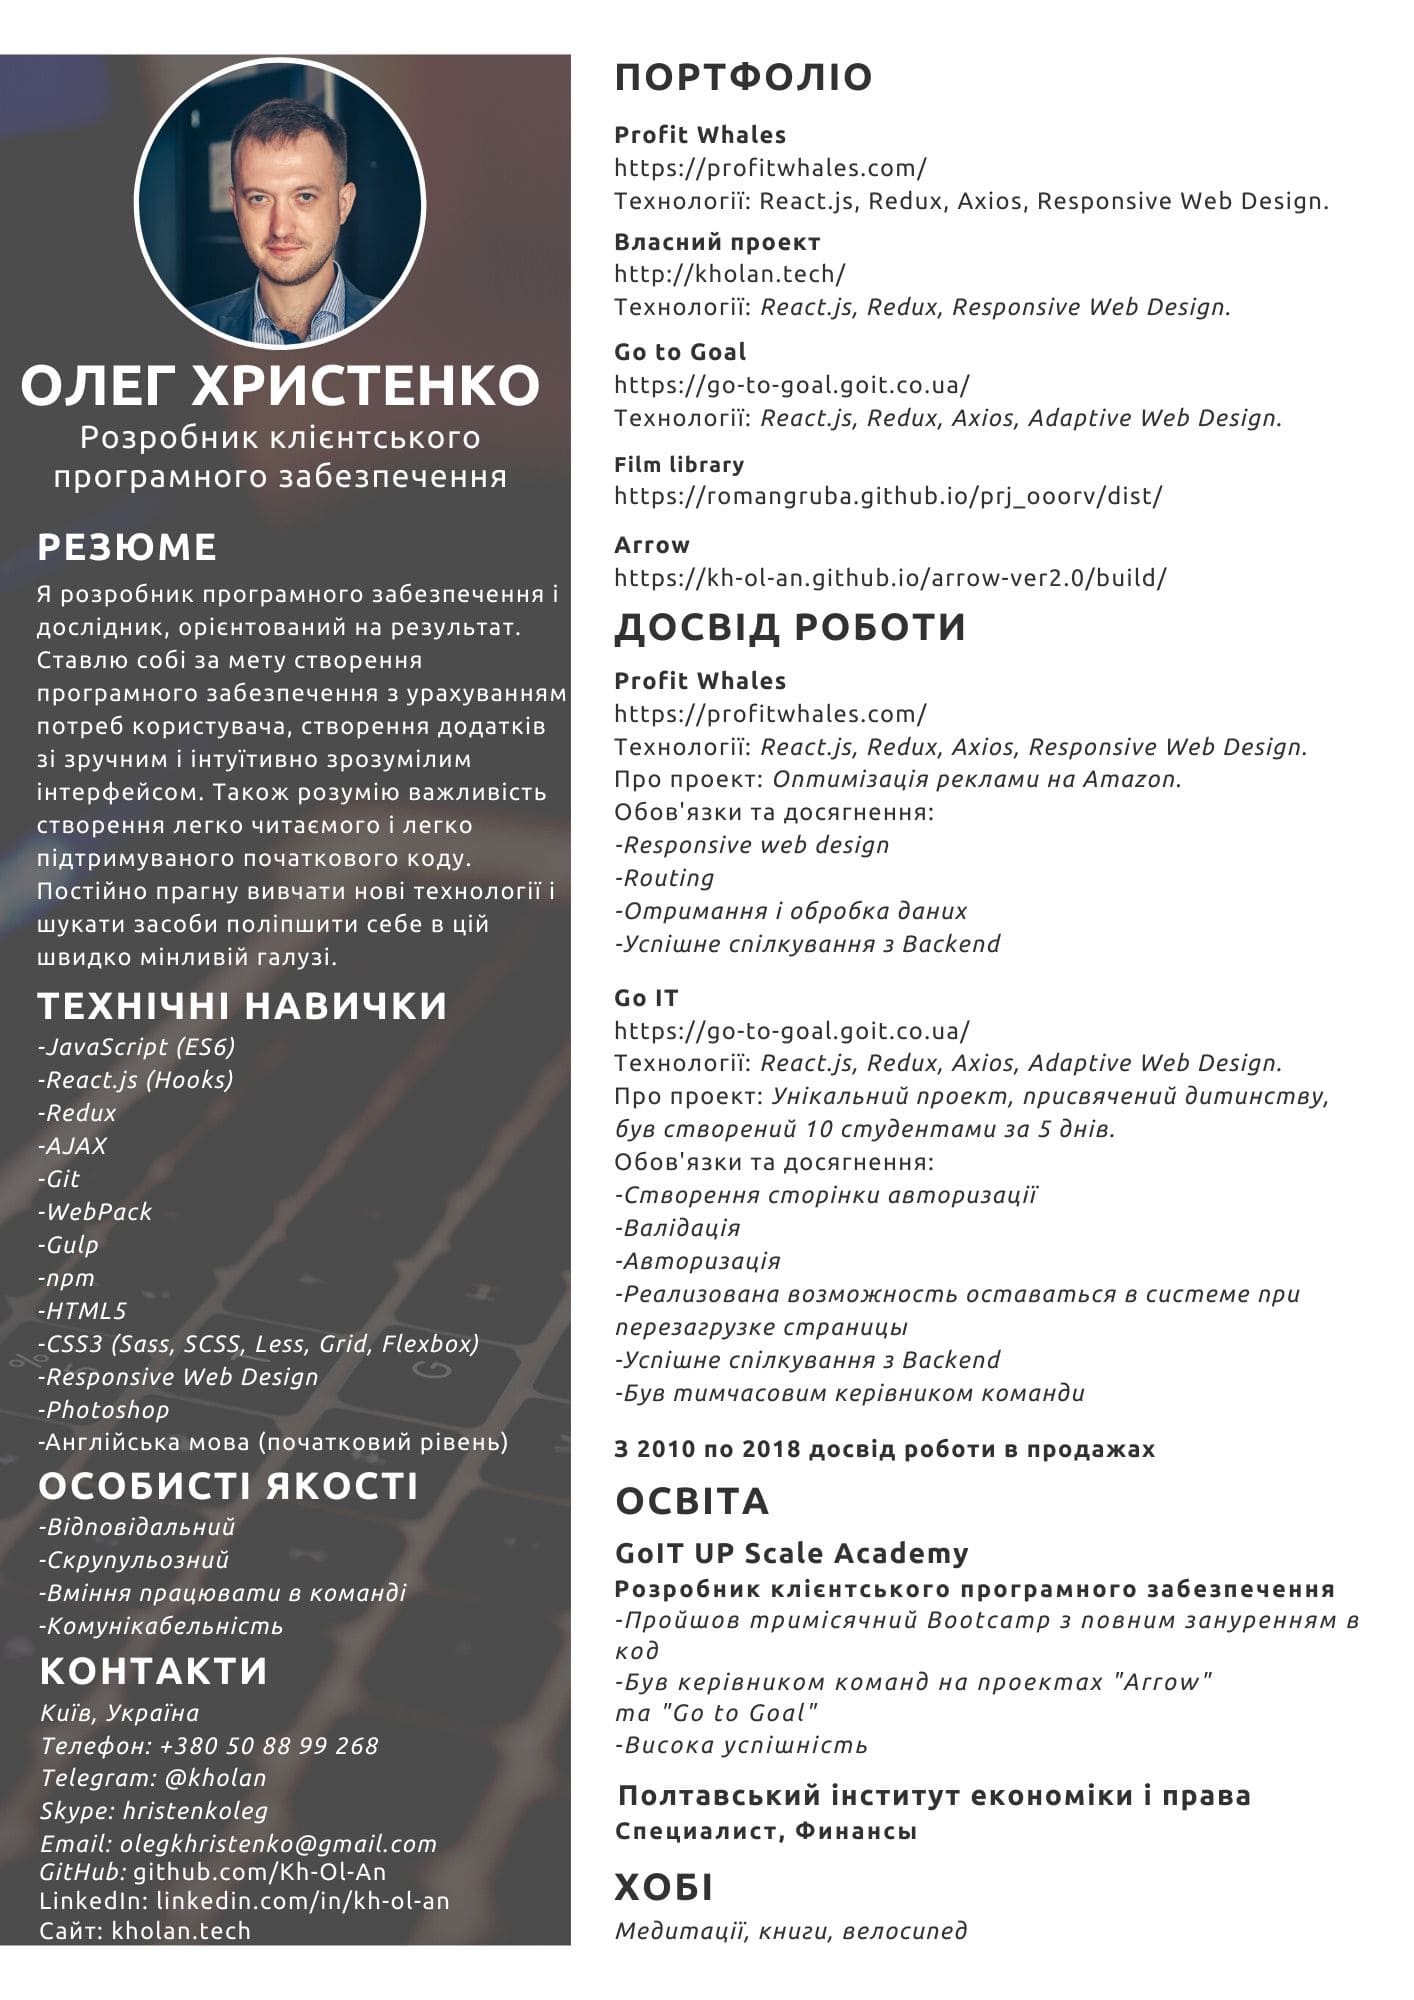 ОЛЕГ ХРИСТЕНКО
Розробник клієнтського
програмного забезпечення
РЕЗЮМЕ
Я розробник програмного забезпечення і
дослідник, орієнтований на результат.
Ставлю собі за мету створення
програмного забезпечення з урахуванням
потреб користувача, створення додатків
зі зручним і інтуїтивно зрозумілим
інтерфейсом. Також розумію важливість
створення легко читаємого і легко
підтримуваного початкового коду.
Постійно прагну вивчати нові технології і
шукати засоби поліпшити себе в цій
швидко мінливій галузі.
ТЕХНІЧНІ НАВИЧКИ
-JavaScript (ES6)
-React.js (Hooks)
-Redux
-AJAX
-Git
-WebPack
-Gulp
-npm
-HTML5
-CSS3 (Sass, SCSS, Less, Grid, Flexbox)
-Responsive Web Design
-Photoshop
-Англійська мова (початковий рівень)
ОСОБИСТІ ЯКОСТІ
-Відповідальний
-Скрупульозний
-Вміння працювати в команді
-Комунікабельність
КОНТАКТИ
Київ, Україна
Телефон: +380 50 88 99 268
Telegram: @kholan
Skype: hristenkoleg
Email: olegkhristenko@gmail.com
GitHub: github.com/Kh-Ol-An
LinkedIn: linkedin.com/in/kh-ol-an
Сайт: kholan.tech
ПОРТФОЛІО
Profit Whales
https://profitwhales.com/
Технології: React.js, Redux, Axios, Responsive Web Design.
Власний проект
http://kholan.tech/
Технології: React.js, Redux, Responsive Web Design.
Go to Goal
https://go-to-goal.goit.co.ua/
Технології: React.js, Redux, Axios, Adaptive Web Design.
Film library
https://romangruba.github.io/prj_ooorv/dist/
Arrow
https://kh-ol-an.github.io/arrow-ver2.0/build/
ДОСВІД РОБОТИ
Profit Whales
https://profitwhales.com/
Технології: React.js, Redux, Axios, Responsive Web Design.
Про проект: Оптимізація реклами на Amazon.
Обов'язки та досягнення:
-Responsive web design
-Routing
-Отримання і обробка даних
-Успішне спілкування з Backend
Go IT
https://go-to-goal.goit.co.ua/
Технології: React.js, Redux, Axios, Adaptive Web Design.
Про проект: Унікальний проект, присвячений дитинству,
був створений 10 студентами за 5 днів.
Обов'язки та досягнення:
-Створення сторінки авторизації
-Валідація
-Авторизація
-Реализована возможность оставаться в системе при
перезагрузке страницы
-Успішне спілкування з Backend
-Був тимчасовим керівником команди
З 2010 по 2018 досвід роботи в продажах
ОСВІТА
GoIT UP Scale Academy
Розробник клієнтського програмного забезпечення
-Пройшов тримісячний Bootcamp з повним зануренням в
код
-Був керівником команд на проектах "Arrow"
та "Go to Goal"
-Висока успішність
Полтавський інститут економіки і права
Специалист, Финансы
ХОБІ
Медитації, книги, велосипед